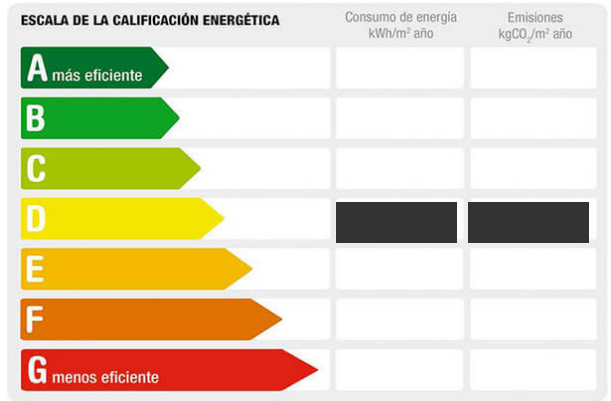 ESCALA DE LA CALIFICACIÓN ENERGÉTICA
Consumo de energía
kWh/m² año
Emisiones
kgCO₂/m² año
A más eficiente
B
C
D
E
F
G menos eficiente